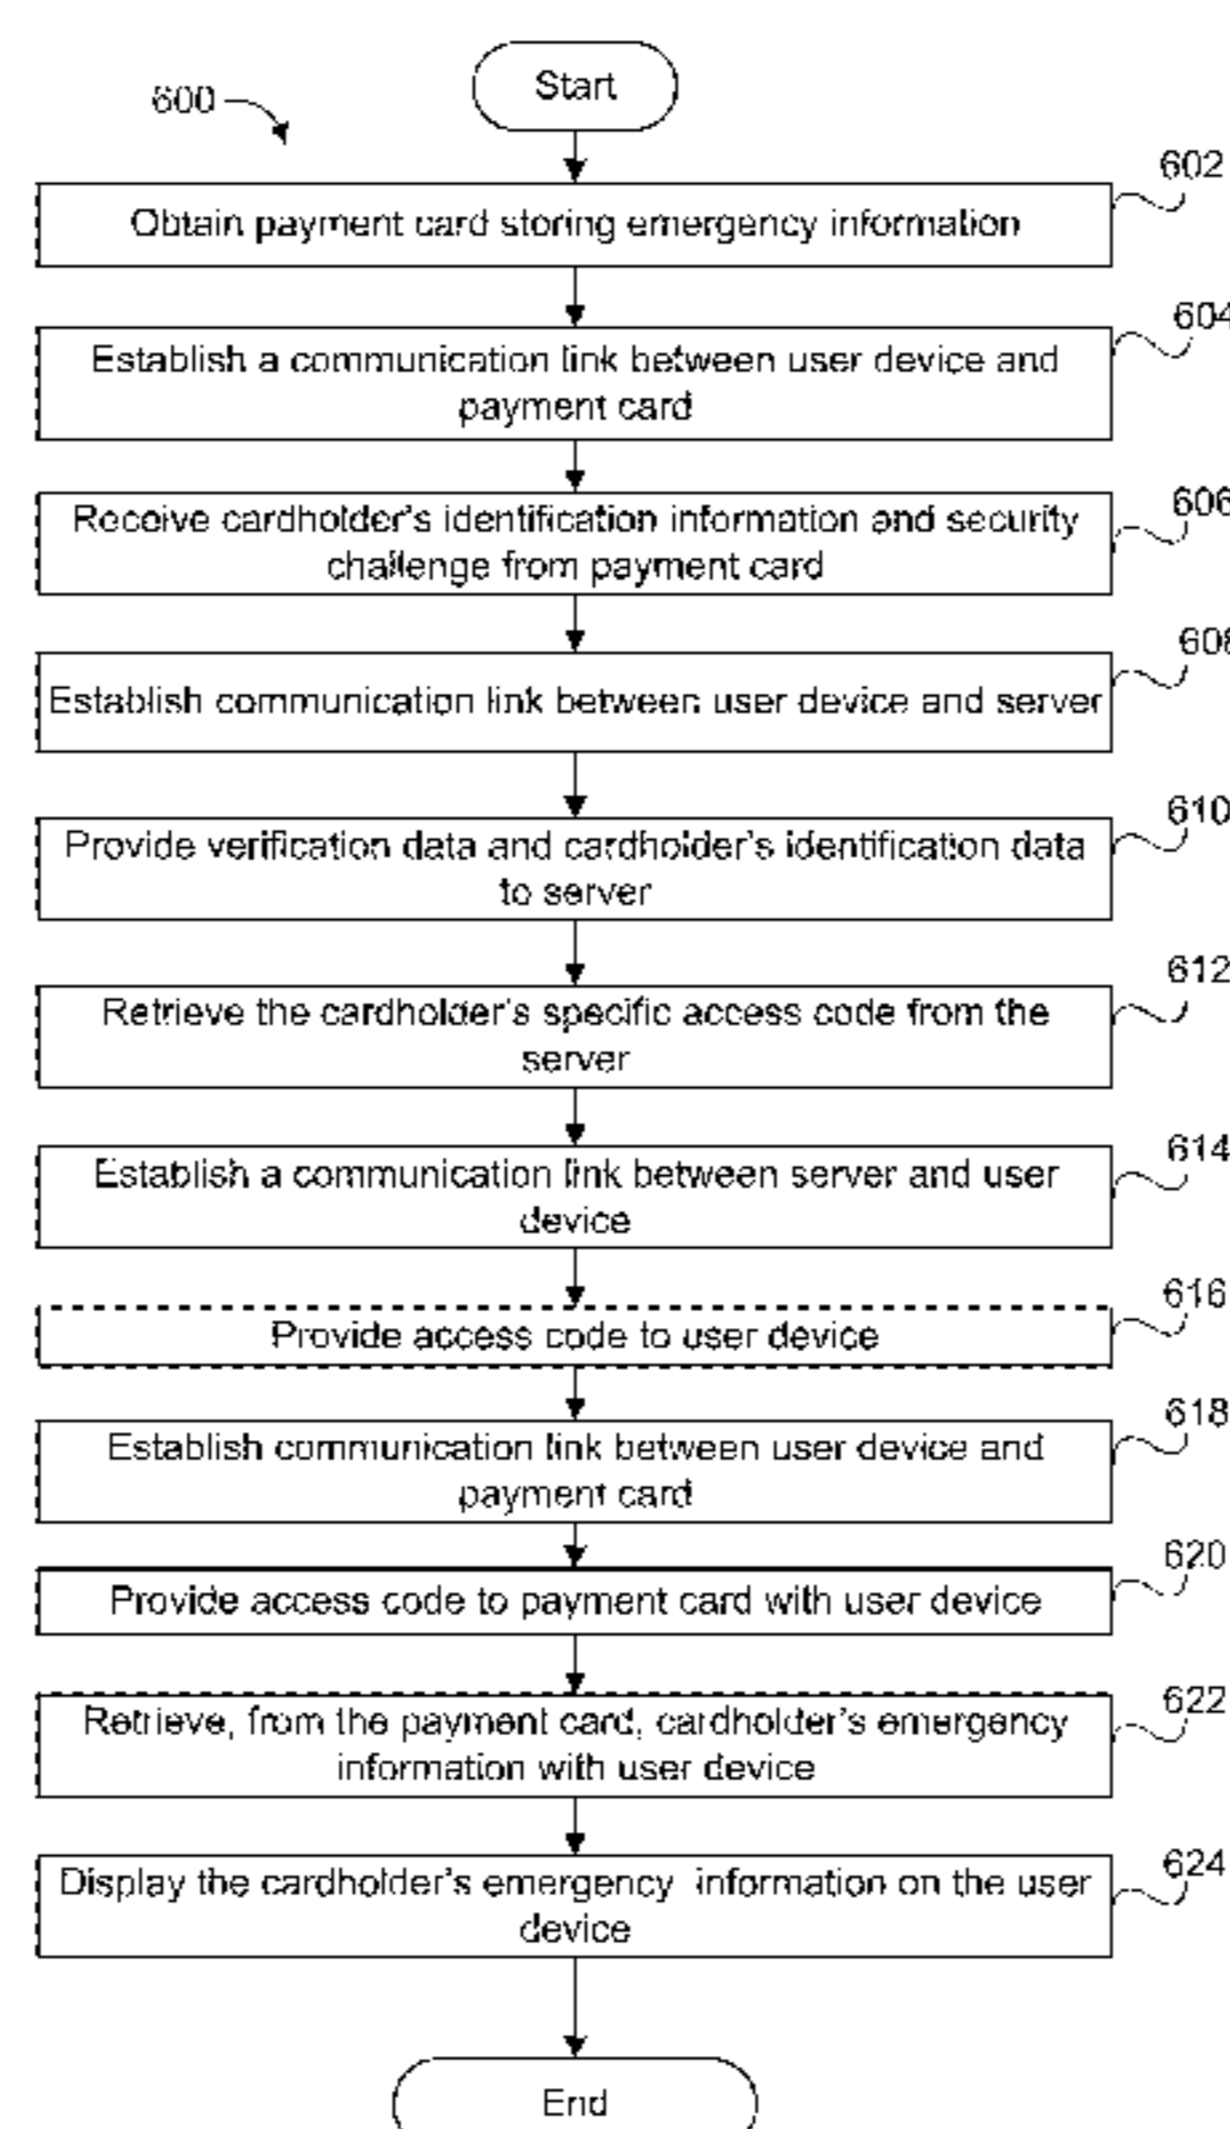 Start
600
602
Obtain payment card storing emergency information
604
Establish a communication link between user device and
payment card
606
Receive cardholder's identification information and security
challenge from payment card
608
Establish communication link between user device and server
610
Provide verification data and cardholder's identification data
to server
612
Retrieve the cardholder's specific access code from the
server
614
Establish a communication link between server and user
device
616
Provide access code to user device
618
Establish communication link between user device and
payment card
620
Provide access code to payment card with user device
622
Retrieve, from the payment card, cardholder's emergency
information with user device
624
Display the cardholder's emergency information on the user
device
End